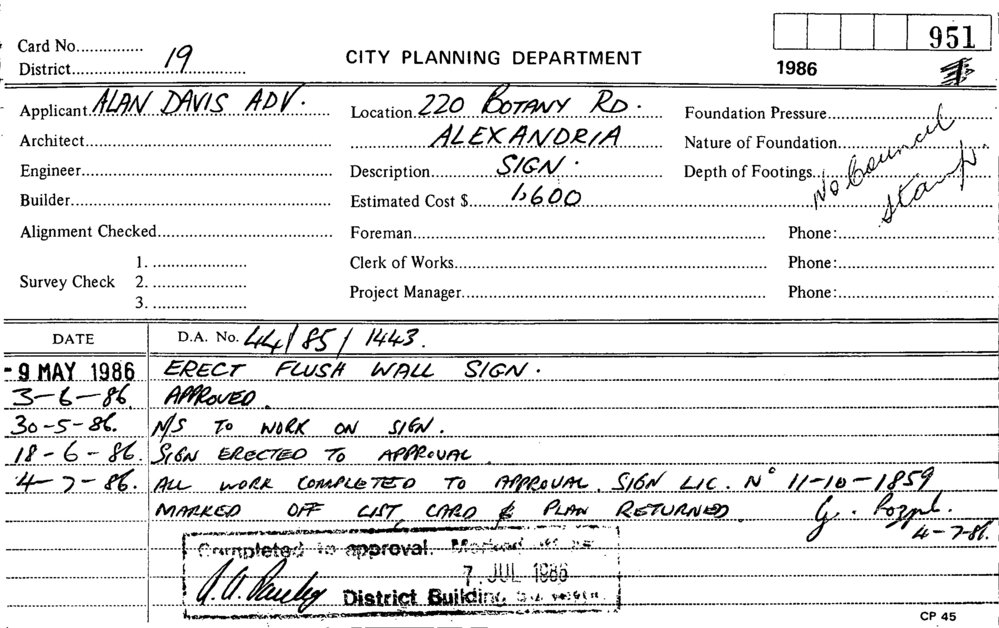 951
Card No...............
District.............19.............
CITY PLANNING DEPARTMENT
1986
Applicant ALAN DAVIS ADV.
Location 220 BOTANY RD.
Foundation Pressure
Architect
ALEXANDRIA
Nature of Foundation
Engineer
Description SIGN.
Depth of Footings
No Council Stamp.
Builder
Estimated Cost $ 1,600
Alignment Checked
Foreman
Phone:
1.
Clerk of Works
Phone:
Survey Check 2.
Project Manager
Phone:
3.
DATE D.A. No. 44/85/1443.
-9 MAY 1986 ERECT FLUSH WALL SIGN.
3-6-86. APPROVED.
30-5-86. M/S TO WORK ON SIGN.
18-6-86. SIGN ERECTED TO APPROVAL
4-7-86. ALL WORK COMPLETED TO APPROVAL. SIGN LIC. No 11-10-1859
MARKED OFF LIST, CARD & PLAN RETURNED. G.
4-7-86.
Completed to approval. Marked
7 JUL 1986
District Building
CP 45